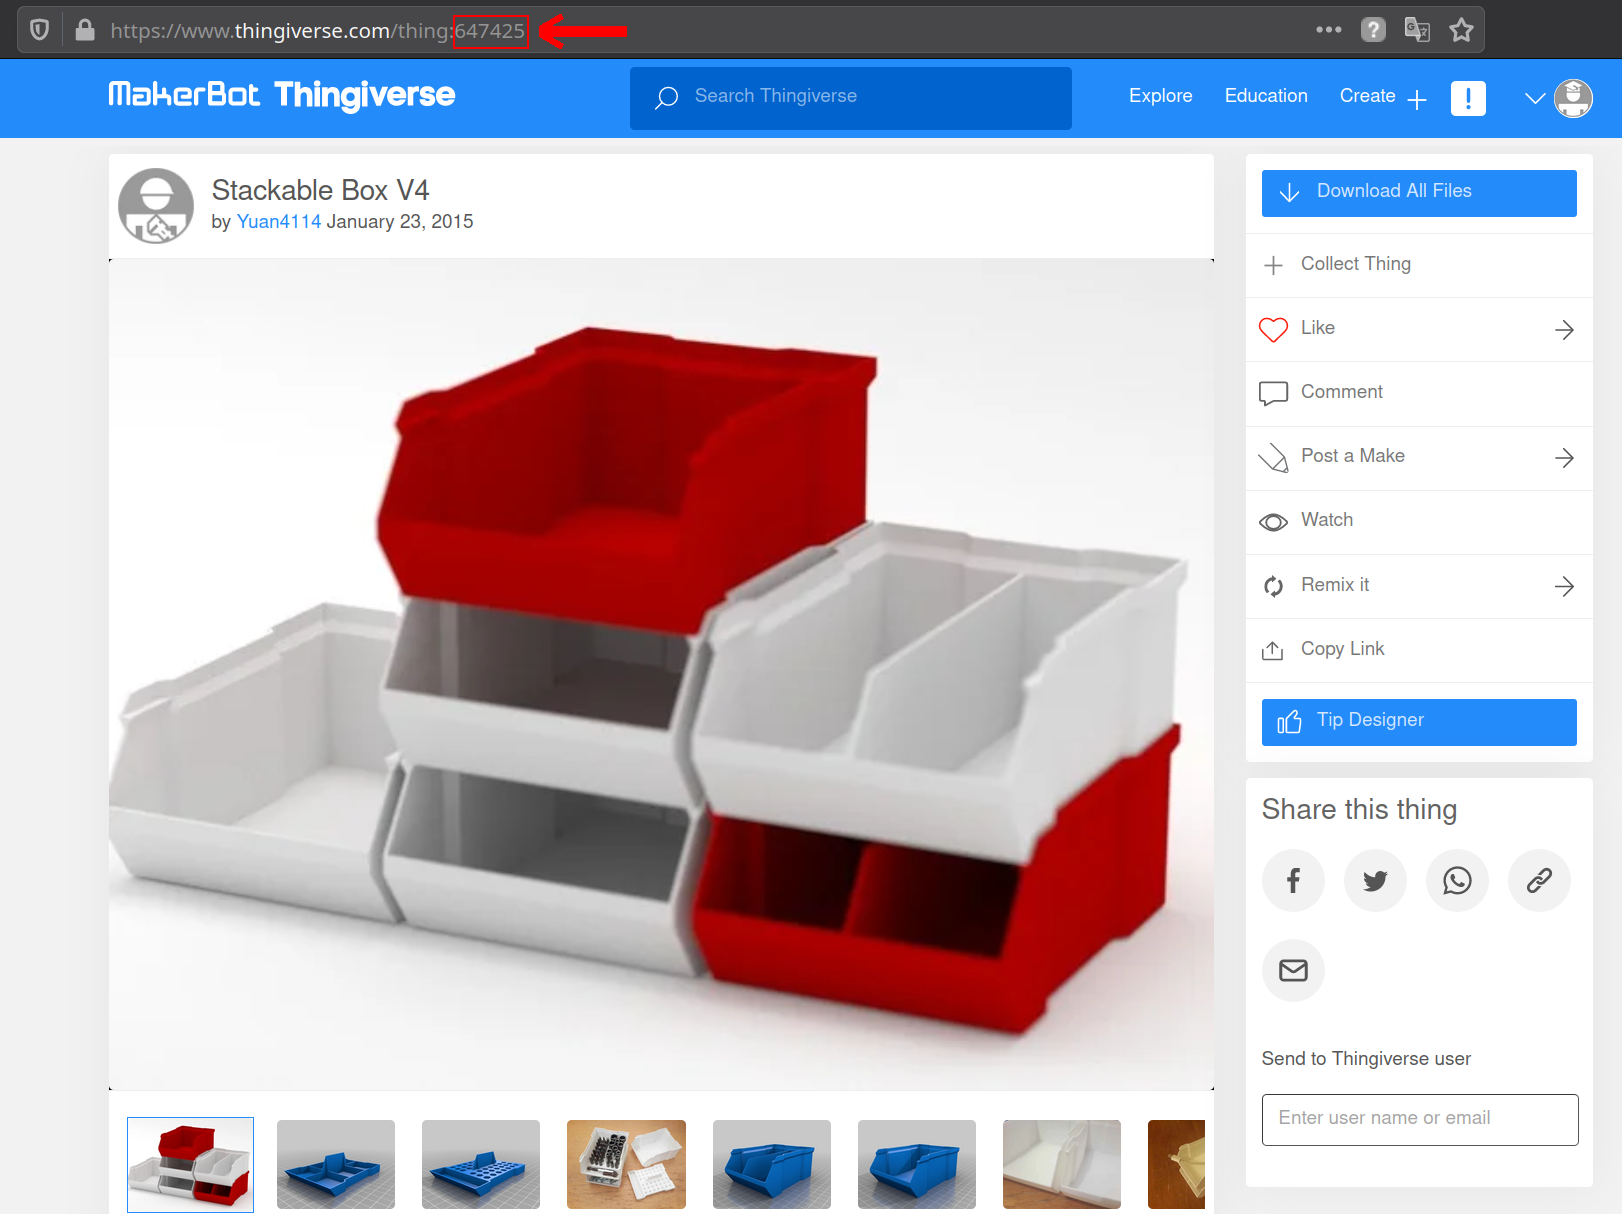 https://www.thingiverse.com/thing:647425
MakerBot Thingiverse
Search Thingiverse
Explore
Education
Create
Stackable Box V4
by Yuan4114 January 23, 2015
Download All Files
Collect Thing
Like
Comment
Post a Make
Watch
Remix it
Copy Link
Tip Designer
Share this thing
Send to Thingiverse user
Enter user name or email